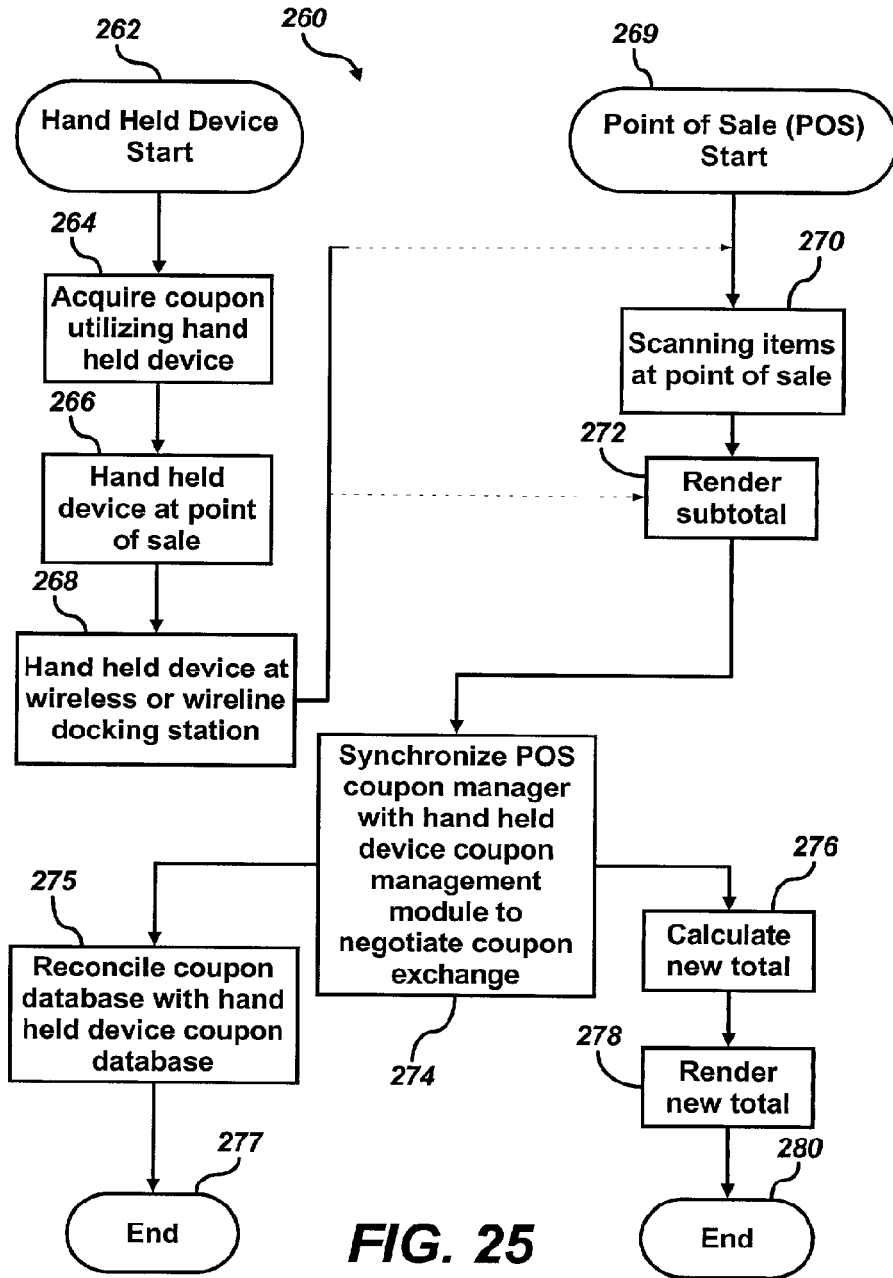 262
260
269
Hand Held Device
Start
Point of Sale (POS)
Start
264
Acquire coupon
utilizing hand
held device
270
Scanning items
at point of sale
266
Hand held
device at point
of sale
272
Render
subtotal
268
Hand held device at
wireless or wireline
docking station
Synchronize POS
coupon manager
with hand held
device coupon
management
module to
negotiate coupon
exchange
274
275
Reconcile coupon
database with hand
held device coupon
database
276
Calculate
new total
278
Render
new total
277
End
280
End
FIG. 25